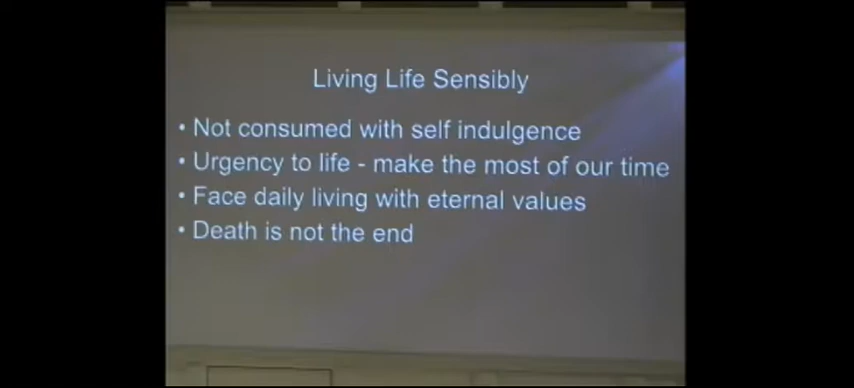 Living Life Sensibly
• Not consumed with self indulgence
• Urgency to life - make the most of our time
• Face daily living with eternal values
• Death is not the end